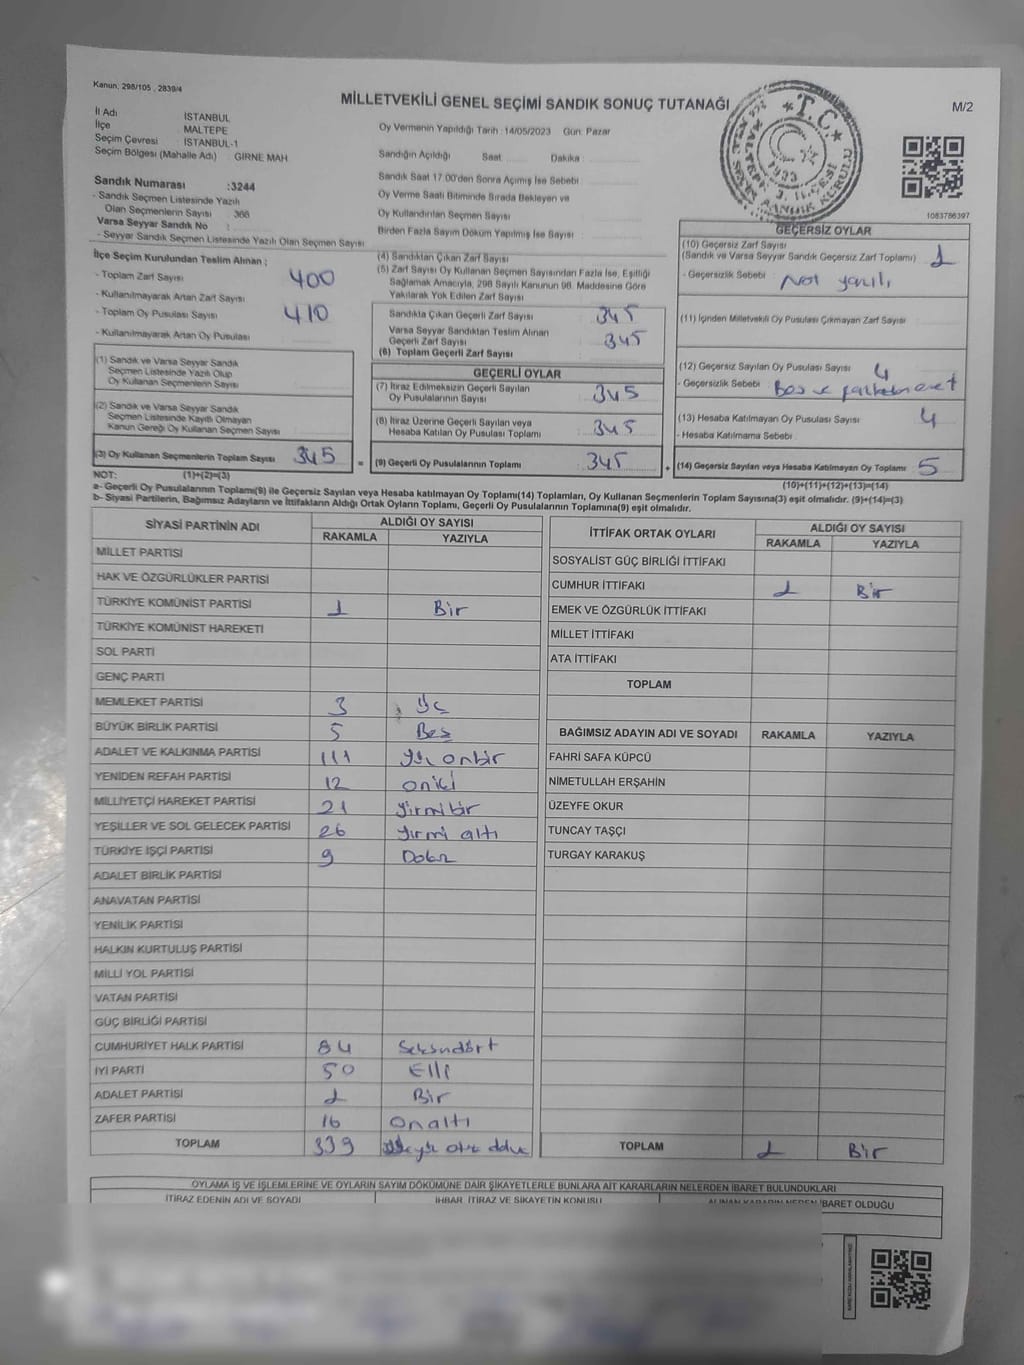 Kanun: 298/105 , 2839/4
MİLLETVEKİLİ GENEL SEÇİMİ SANDIK SONUÇ TUTANAĞI
M/2
İl Adı İSTANBUL
İlçe MALTEPE
Seçim Çevresi : İSTANBUL-1
Seçim Bölgesi (Mahalle Adı) : GİRNE MAH.
Oy Vermenin Yapıldığı Tarih : 14/05/2023 Gün: Pazar
Sandığın Açıldığı Saat Dakika
Sandık Saat 17:00'den Sonra Açımış İse Sebebi
Oy Verme Saati Bitiminde Sırada Bekleyen ve
Oy Kullandırılan Seçmen Sayısı
Birden Fazla Sayım Döküm Yapılmış İse Sayısı
T.C.
1083786397
Sandık Numarası :3244
- Sandık Seçmen Listesinde Yazılı
Olan Seçmenlerin Sayısı : 366
Varsa Seyyar Sandık No :
- Seyyar Sandık Seçmen Listesinde Yazılı Olan Seçmen Sayısı
İlçe Seçim Kurulundan Teslim Alınan ;
- Toplam Zarf Sayısı 400
- Kullanılmayarak Artan Zarf Sayısı
- Toplam Oy Pusulası Sayısı 410
- Kullanılmayarak Artan Oy Pusulası
(1) Sandık ve Varsa Seyyar Sandık
Seçmen Listesinde Yazılı Olup
Oy Kullanan Seçmenlerin Sayısı
(2) Sandık ve Varsa Seyyar Sandık
Seçmen Listesinde Kayıtlı Olmayan
Kanun Gereği Oy Kullanan Seçmen Sayısı
(3) Oy Kullanan Seçmenlerin Toplam Sayısı 345
(4) Sandıktan Çıkan Zarf Sayısı
(5) Zarf Sayısı Oy Kullanan Seçmen Sayısından Fazla İse, Eşitliği
Sağlamak Amacıyla, 298 Sayılı Kanunun 98. Maddesine Göre
Yakılarak Yok Edilen Zarf Sayısı
Sandıkta Çıkan Geçerli Zarf Sayısı 345
Varsa Seyyar Sandıktan Teslim Alınan
Geçerli Zarf Sayısı 345
(6) Toplam Geçerli Zarf Sayısı
GEÇERLİ OYLAR
(7) İtiraz Edilmeksizin Geçerli Sayılan
Oy Pusulalarının Sayısı 345
(8) İtiraz Üzerine Geçerli Sayılan veya
Hesaba Katılan Oy Pusulası Toplamı 345
= (9) Geçerli Oy Pusulalarının Toplamı 345
GEÇERSİZ OYLAR
(10) Geçersiz Zarf Sayısı
(Sandık ve Varsa Seyyar Sandık Geçersiz Zarf Toplamı) 1
- Geçersizlik Sebebi : Not yazılı
(11) İçinden Milletvekili Oy Pusulası Çıkmayan Zarf Sayısı
(12) Geçersiz Sayılan Oy Pusulası Sayısı 4
- Geçersizlik Sebebi : Bos ve
(13) Hesaba Katılmayan Oy Pusulası Sayısı 4
- Hesaba Katılmama Sebebi
+ (14) Geçersiz Sayılan veya Hesaba Katılmayan Oy Toplamı 5
NOT: (1)+(2)=(3) (10)+(11)+(12)+(13)=(14)
a- Geçerli Oy Pusulalarının Toplamı(9) ile Geçersiz Sayılan veya Hesaba Katılmayan Oy Toplamı(14) Toplamları, Oy Kullanan Seçmenlerin Toplam Sayısına(3) eşit olmalıdır. (9)+(14)=(3)
b- Siyasi Partilerin, Bağımsız Adayların ve İttifakların Aldığı Ortak Oyların Toplamı, Geçerli Oy Pusulalarının Toplamına(9) eşit olmalıdır.
SİYASİ PARTİNİN ADI ALDIĞI OY SAYISI
RAKAMLA YAZIYLA
MİLLET PARTİSİ
HAK VE ÖZGÜRLÜKLER PARTİSİ
TÜRKİYE KOMÜNİST PARTİSİ 1 Bir
TÜRKİYE KOMÜNİST HAREKETİ
SOL PARTİ
GENÇ PARTİ
MEMLEKET PARTİSİ 3 Üç
BÜYÜK BİRLİK PARTİSİ 5 Beş
ADALET VE KALKINMA PARTİSİ 111 Yüz onbir
YENİDEN REFAH PARTİSİ 12 oniki
MİLLİYETÇİ HAREKET PARTİSİ 21 yirmibir
YEŞİLLER VE SOL GELECEK PARTİSİ 26 yirmi altı
TÜRKİYE İŞÇİ PARTİSİ 9 Dokuz
ADALET BİRLİK PARTİSİ
ANAVATAN PARTİSİ
YENİLİK PARTİSİ
HALKIN KURTULUŞ PARTİSİ
MİLLİ YOL PARTİSİ
VATAN PARTİSİ
GÜÇ BİRLİĞİ PARTİSİ
CUMHURİYET HALK PARTİSİ 84 Seksendört
İYİ PARTİ 50 Elli
ADALET PARTİSİ 1 Bir
ZAFER PARTİSİ 16 Onaltı
TOPLAM 339
İTTİFAK ORTAK OYLARI ALDIĞI OY SAYISI
RAKAMLA YAZIYLA
SOSYALİST GÜÇ BİRLİĞİ İTTİFAKI
CUMHUR İTTİFAKI 1 Bir
EMEK VE ÖZGÜRLÜK İTTİFAKI
MİLLET İTTİFAKI
ATA İTTİFAKI
TOPLAM
BAĞIMSIZ ADAYIN ADI VE SOYADI RAKAMLA YAZIYLA
FAHRİ SAFA KÜPCÜ
NİMETULLAH ERŞAHİN
ÜZEYFE OKUR
TUNCAY TAŞÇI
TURGAY KARAKUŞ
TOPLAM 1 Bir
OYLAMA İŞ VE İŞLEMLERİNE VE OYLARIN SAYIM DÖKÜMÜNE DAİR ŞİKAYETLERLE BUNLARA AİT KARARLARIN NELERDEN İBARET BULUNDUKLARI
İTİRAZ EDENİN ADI VE SOYADI İHBAR, İTİRAZ VE ŞİKAYETİN KONUSU ALINAN KARARIN NEDEN İBARET OLDUĞU